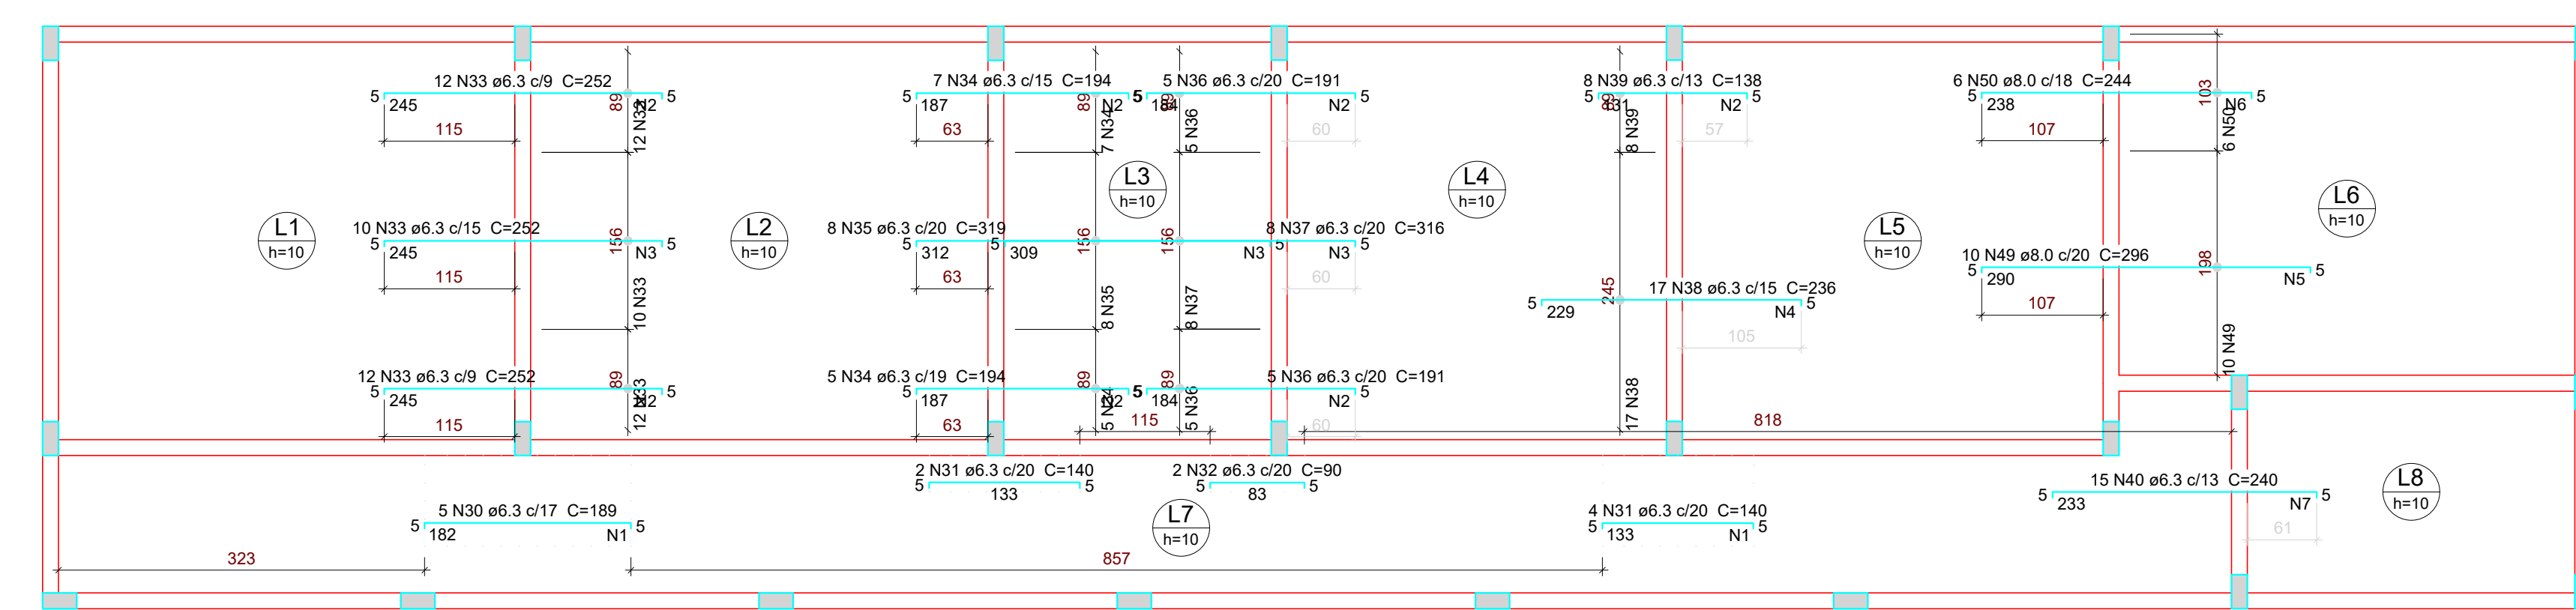 12 N33 ø6.3 c/9 C=252
5 245 N2 5
115
89
12 N33
7 N34 ø6.3 c/15 C=194
5 187 N2 5
63
89
7 N34
5 N36 ø6.3 c/20 C=191
5 184 N2 5
89
5 N36
60
8 N39 ø6.3 c/13 C=138
5 131 N2 5
89
8 N39
57
6 N50 ø8.0 c/18 C=244
5 238 N6 5
107
103
6 N50
L1
h=10
L2
h=10
L3
h=10
L4
h=10
L5
h=10
L6
h=10
10 N33 ø6.3 c/15 C=252
5 245 N3 5
115
156
10 N33
8 N35 ø6.3 c/20 C=319
5 312 N3 5
63
156
8 N35
8 N37 ø6.3 c/20 C=316
5 309 N3 5
156
8 N37
60
17 N38 ø6.3 c/15 C=236
5 229 N4 5
245
17 N38
105
10 N49 ø8.0 c/20 C=296
5 290 N5 5
107
198
10 N49
12 N33 ø6.3 c/9 C=252
5 245 N2 5
115
89
12 N33
5 N34 ø6.3 c/19 C=194
5 187 N2 5
63
89
5 N34
5 N36 ø6.3 c/20 C=191
5 184 N2 5
89
5 N36
60
115
818
2 N31 ø6.3 c/20 C=140
5 133 5
2 N32 ø6.3 c/20 C=90
5 83 5
5 N30 ø6.3 c/17 C=189
5 182 N1 5
L7
h=10
4 N31 ø6.3 c/20 C=140
5 133 N1 5
15 N40 ø6.3 c/13 C=240
5 233 N7 5
61
L8
h=10
323
857